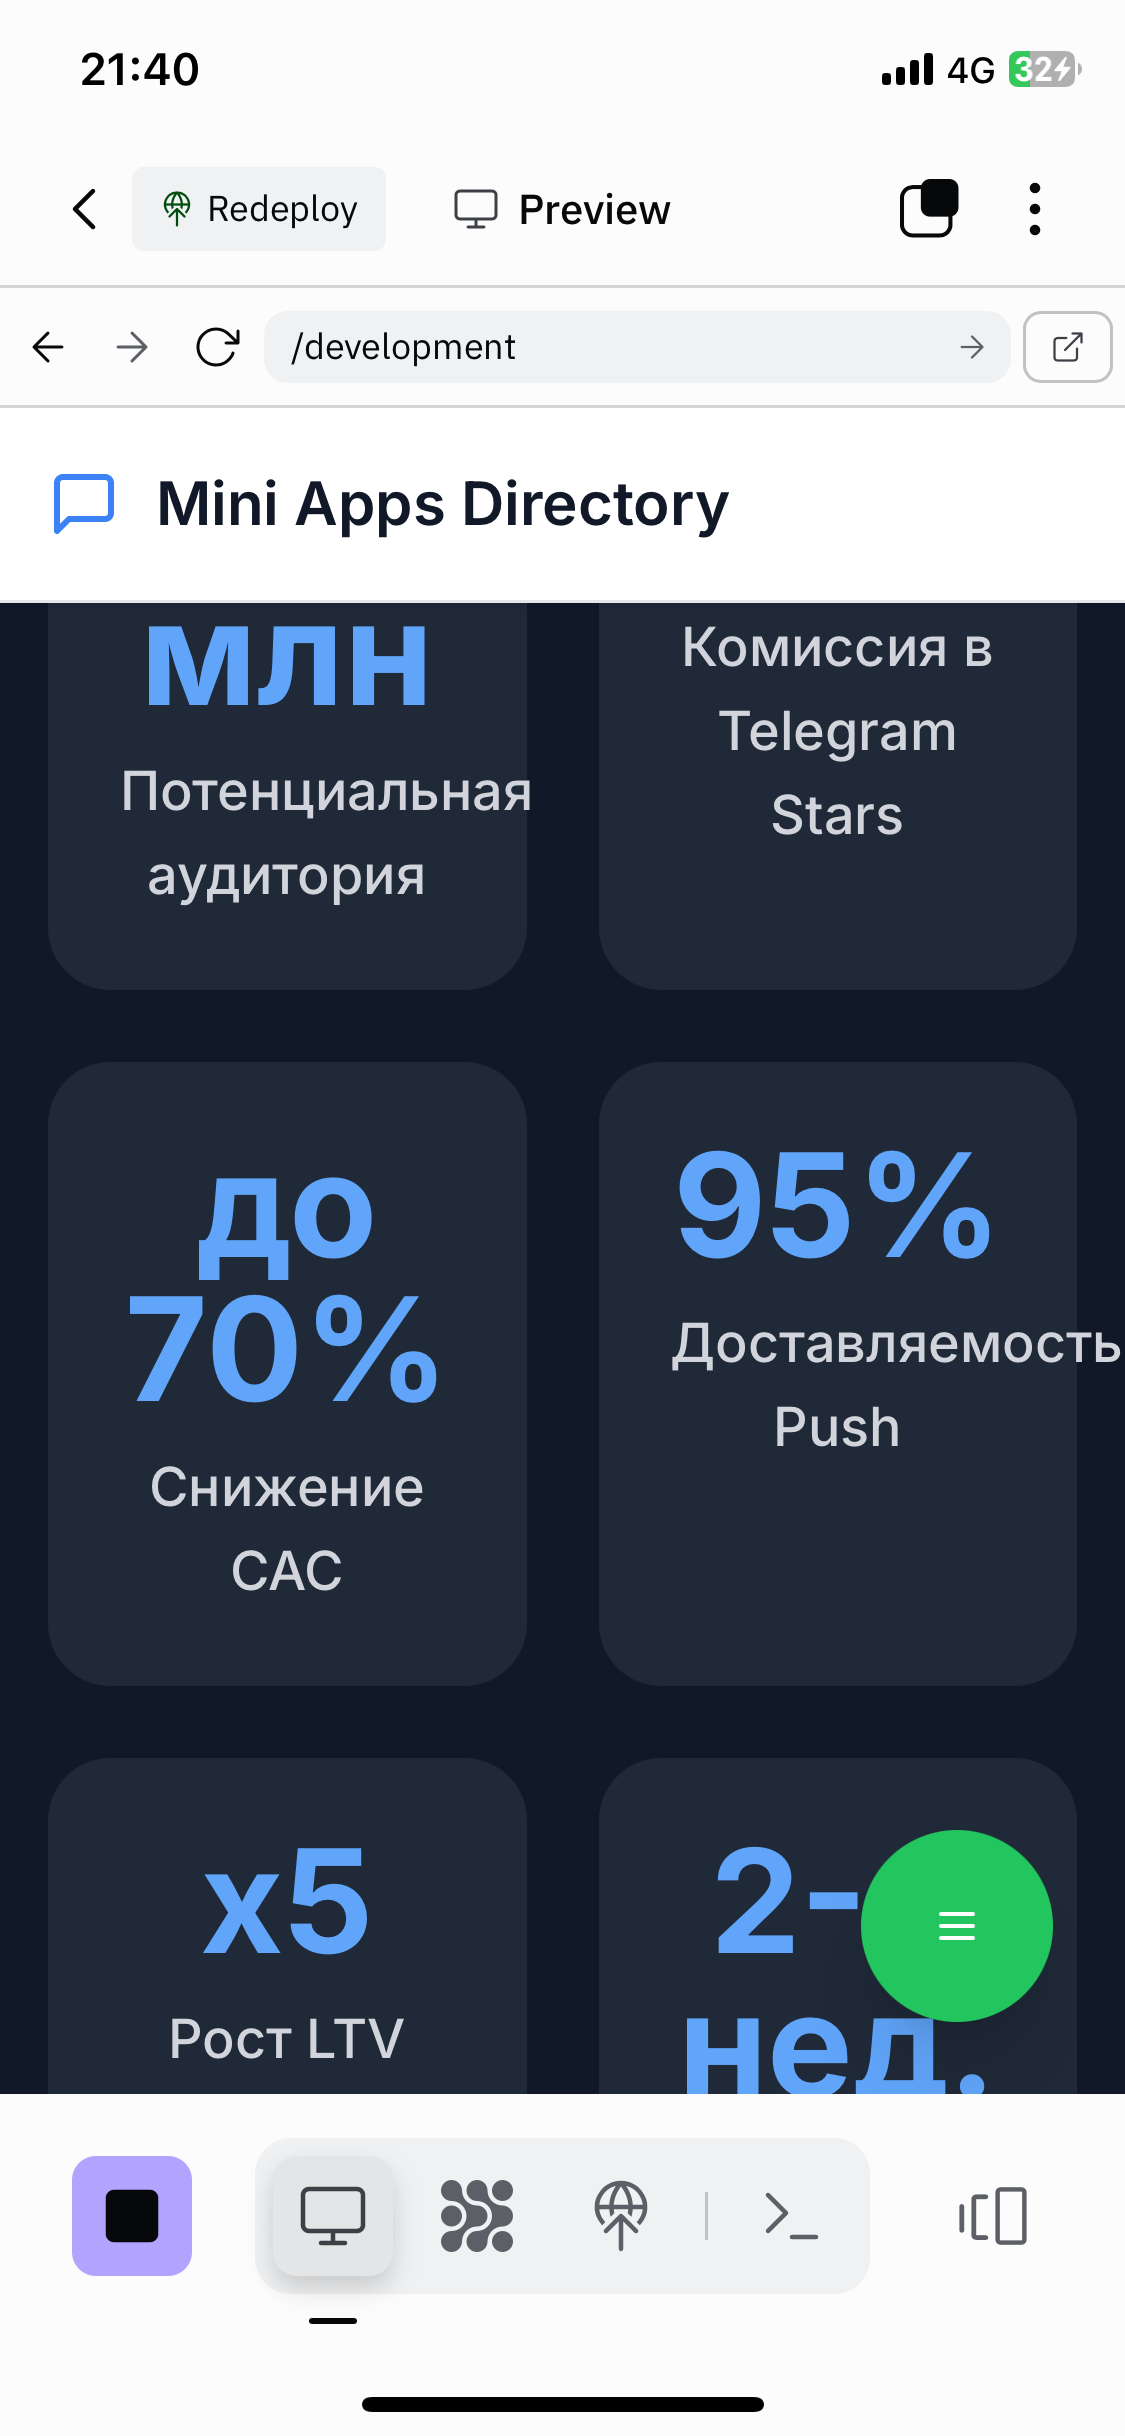 21:40
4G
32
Redeploy
Preview
/development
Mini Apps Directory
млн
Потенциальная
аудитория
Комиссия в
Telegram
Stars
до
70%
Снижение
CAC
95%
Доставляемость
Push
x5
Рост LTV
2-
нед.